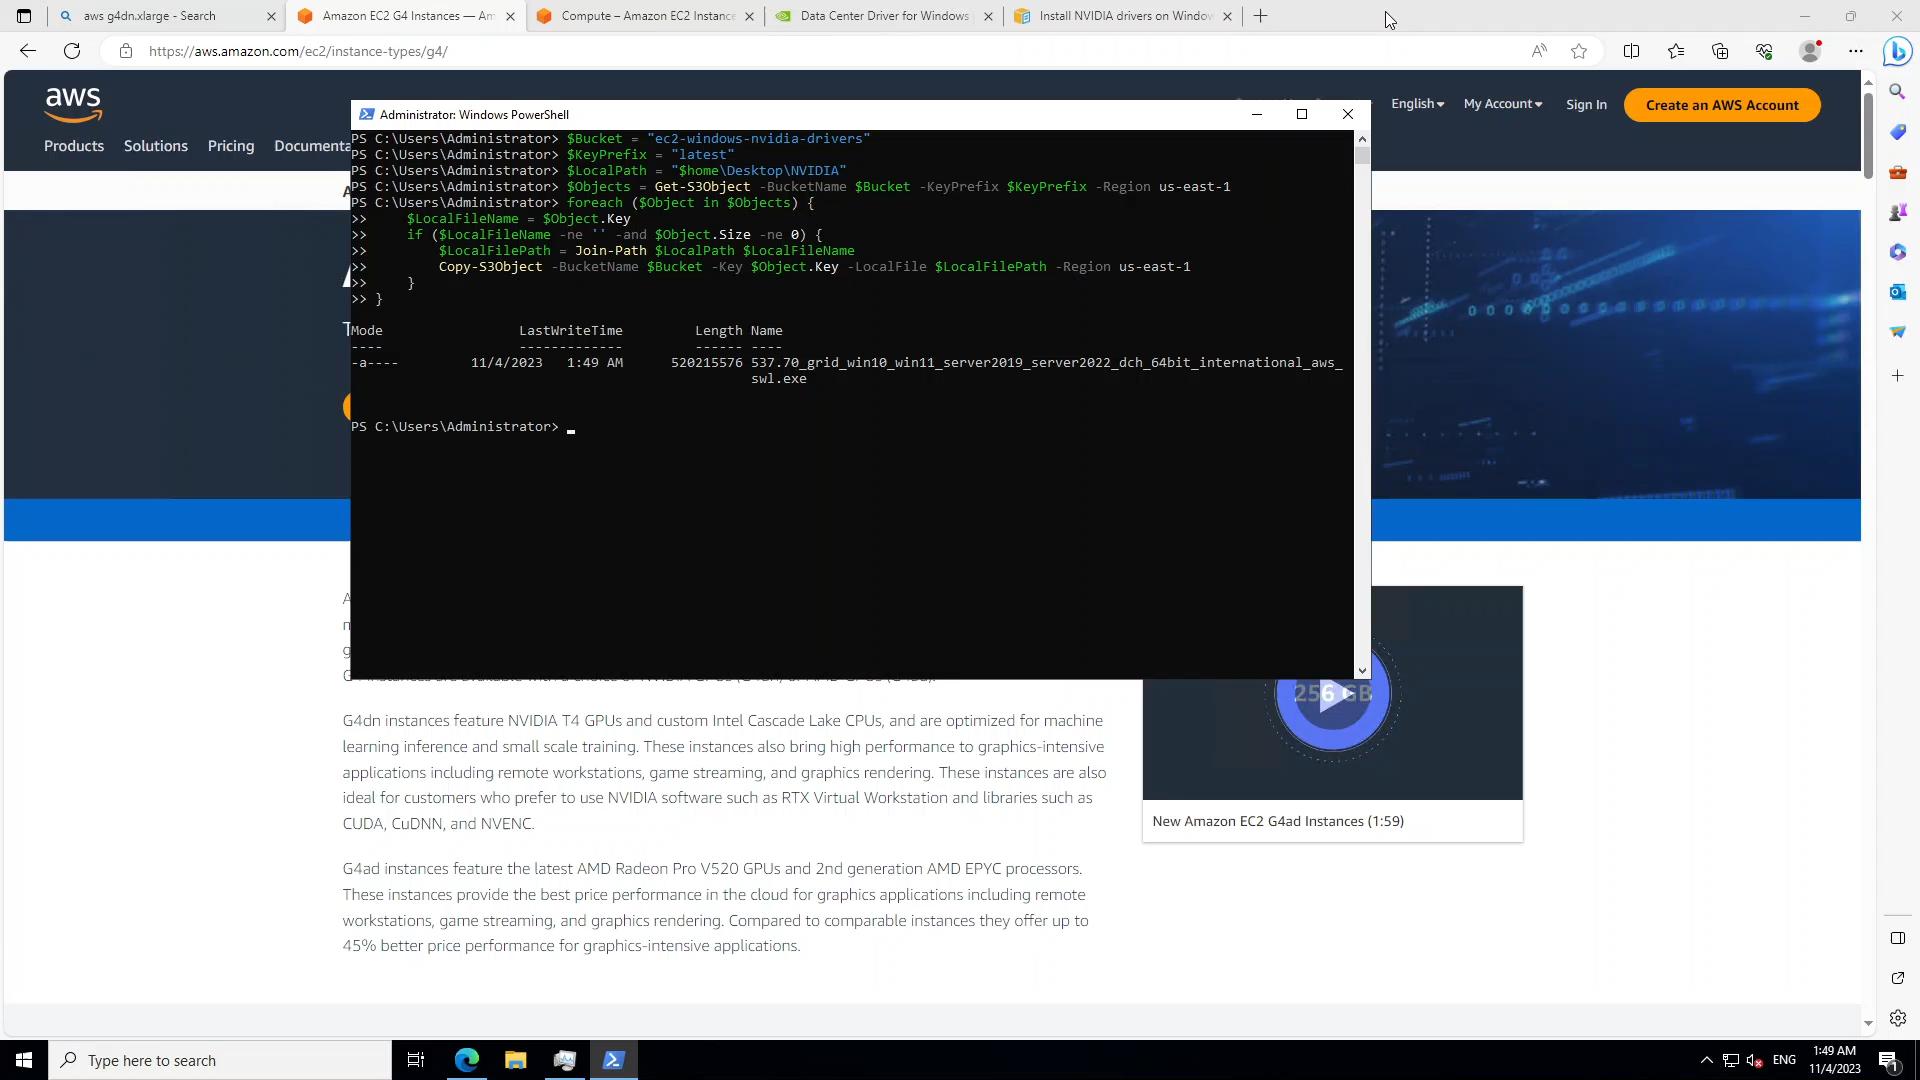 aws g4dn.xlarge - Search
Amazon EC2 G4 Instances — Am
Compute – Amazon EC2 Instance
Data Center Driver for Windows
Install NVIDIA drivers on Window
https://aws.amazon.com/ec2/instance-types/g4/
aws
English
My Account
Sign In
Create an AWS Account
Products
Solutions
Pricing
Documenta
Administrator: Windows PowerShell
PS C:\Users\Administrator> $Bucket = "ec2-windows-nvidia-drivers"
PS C:\Users\Administrator> $KeyPrefix = "latest"
PS C:\Users\Administrator> $LocalPath = "$home\Desktop\NVIDIA"
PS C:\Users\Administrator> $Objects = Get-S3Object -BucketName $Bucket -KeyPrefix $KeyPrefix -Region us-east-1
PS C:\Users\Administrator> foreach ($Object in $Objects) {
>>     $LocalFileName = $Object.Key
>>     if ($LocalFileName -ne '' -and $Object.Size -ne 0) {
>>         $LocalFilePath = Join-Path $LocalPath $LocalFileName
>>         Copy-S3Object -BucketName $Bucket -Key $Object.Key -LocalFile $LocalFilePath -Region us-east-1
>>     }
>> }
Mode                 LastWriteTime         Length Name
----                 -------------         ------ ----
-a----         11/4/2023   1:49 AM      520215576 537.70_grid_win10_win11_server2019_server2022_dch_64bit_international_aws_
swl.exe
PS C:\Users\Administrator>
256 GB
G4dn instances feature NVIDIA T4 GPUs and custom Intel Cascade Lake CPUs, and are optimized for machine
learning inference and small scale training. These instances also bring high performance to graphics-intensive
applications including remote workstations, game streaming, and graphics rendering. These instances are also
ideal for customers who prefer to use NVIDIA software such as RTX Virtual Workstation and libraries such as
CUDA, CuDNN, and NVENC.
New Amazon EC2 G4ad Instances (1:59)
G4ad instances feature the latest AMD Radeon Pro V520 GPUs and 2nd generation AMD EPYC processors.
These instances provide the best price performance in the cloud for graphics applications including remote
workstations, game streaming, and graphics rendering. Compared to comparable instances they offer up to
45% better price performance for graphics-intensive applications.
Type here to search
ENG
1:49 AM
11/4/2023
1